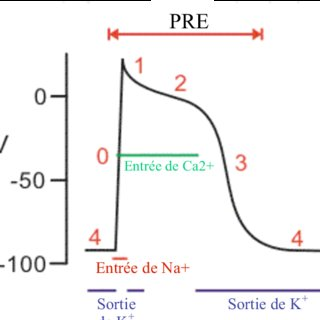 PRE
1
2
0
V
0
Entrée de Ca2+
-50
3
4
4
-100
Entrée de Na+
Sortie
de K+
Sortie de K+